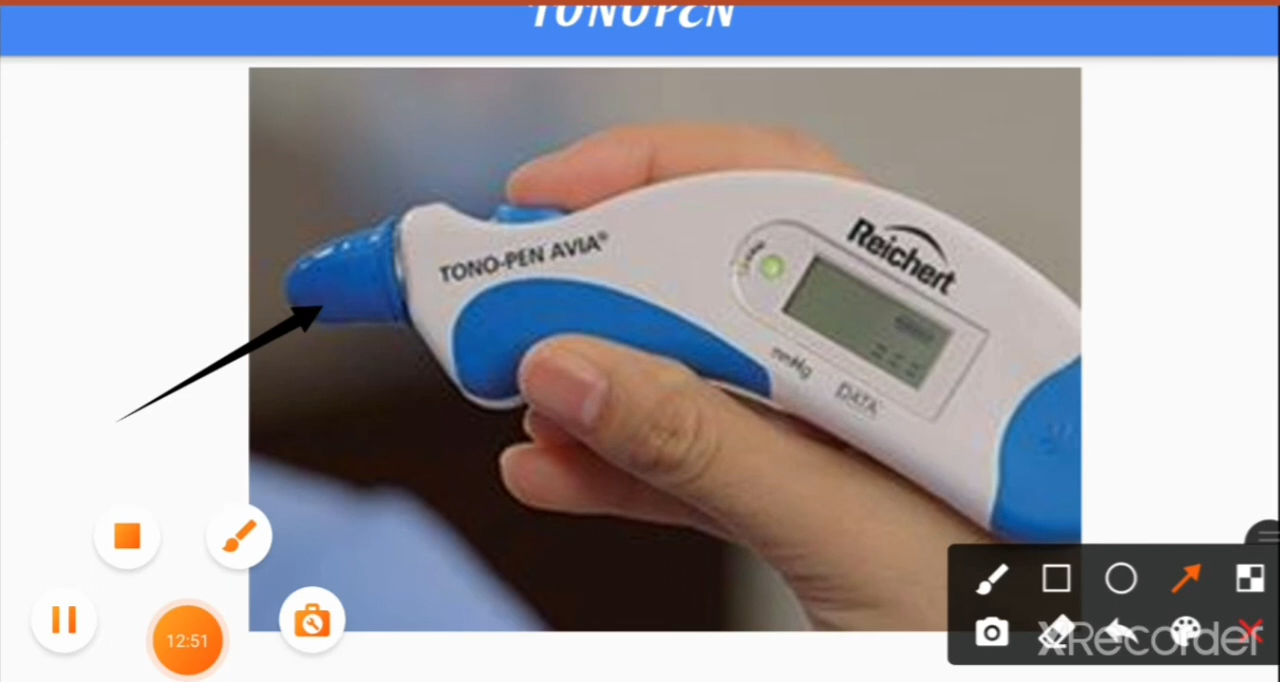 TONOPEN
TONO-PEN AVIA®
Reichert
mmHg
DATA
12:51
XRecorder